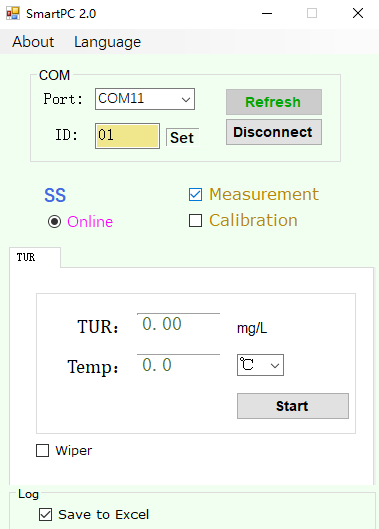 SmartPC 2.0
About Language
COM
Port: COM11
Refresh
ID: 01 Set
Disconnect
SS
Measurement
Online
Calibration
TUR
TUR: 0.00 mg/L
Temp: 0.0 ℃
Start
Wiper
Log
Save to Excel